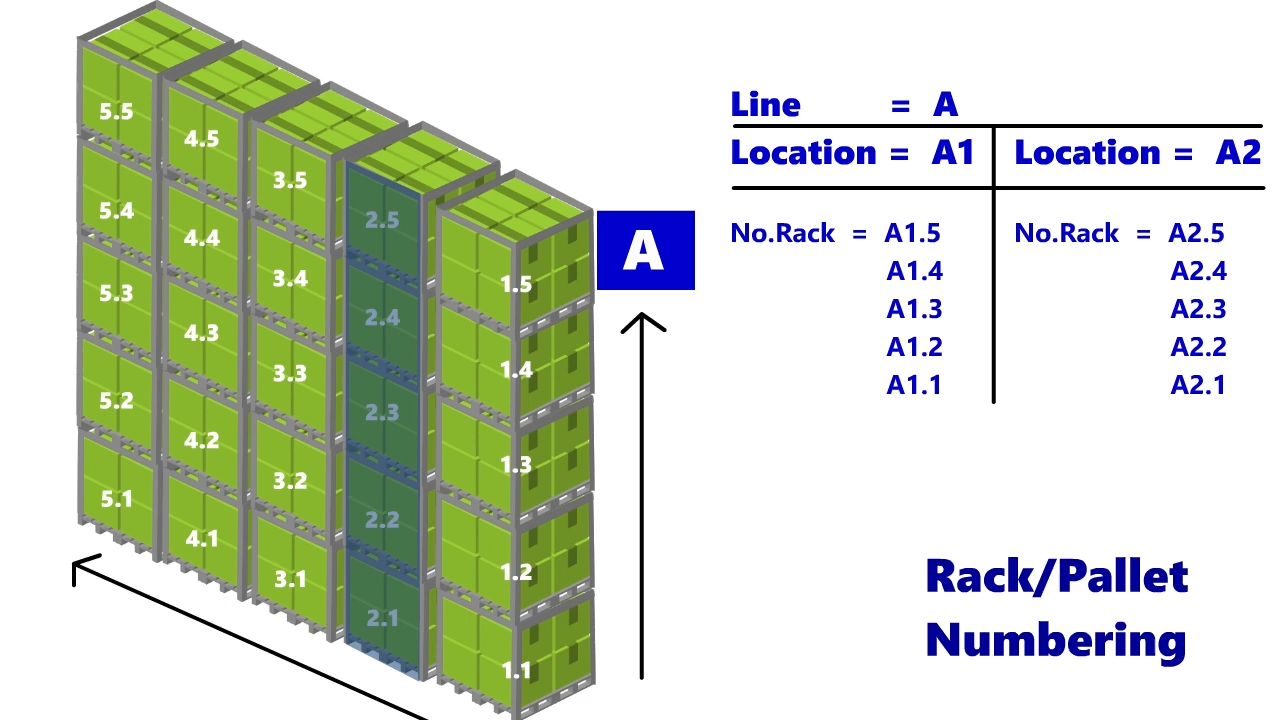 5.5 4.5 3.5 2.5 1.5
5.4 4.4 3.4 2.4 1.4
5.3 4.3 3.3 2.3 1.3
5.2 4.2 3.2 2.2 1.2
5.1 4.1 3.1 2.1 1.1
A
Line = A
Location = A1 Location = A2
No.Rack = A1.5 No.Rack = A2.5
A1.4 A2.4
A1.3 A2.3
A1.2 A2.2
A1.1 A2.1
Rack/Pallet
Numbering